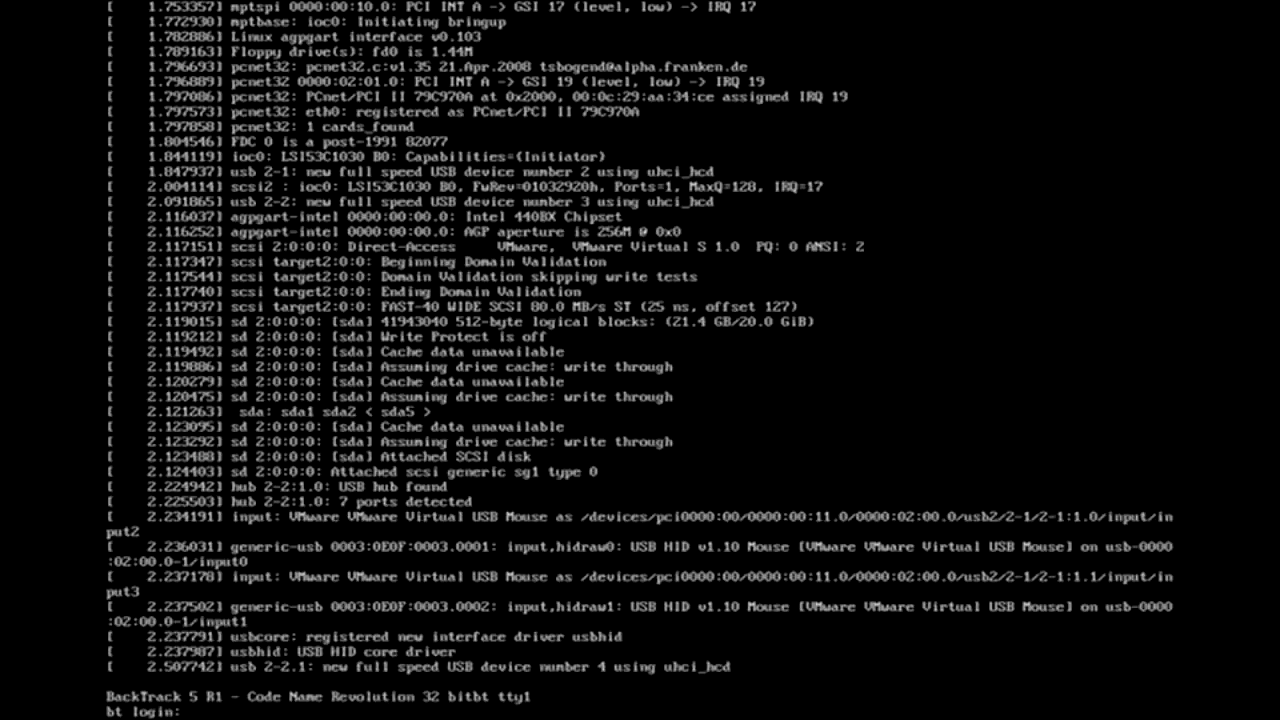 [    1.753357] mptspi 0000:00:10.0: PCI INT A -> GSI 17 (level, low) -> IRQ 17
[    1.772930] mptbase: ioc0: Initiating bringup
[    1.782886] Linux agpgart interface v0.103
[    1.789163] Floppy drive(s): fd0 is 1.44M
[    1.796693] pcnet32: pcnet32.c:v1.35 21.Apr.2008 tsbogend@alpha.franken.de
[    1.796889] pcnet32 0000:02:01.0: PCI INT A -> GSI 19 (level, low) -> IRQ 19
[    1.797086] pcnet32: PCnet/PCI II 79C970A at 0x2000, 00:0c:29:aa:34:ce assigned IRQ 19
[    1.797573] pcnet32: eth0: registered as PCnet/PCI II 79C970A
[    1.797858] pcnet32: 1 cards_found
[    1.804546] FDC 0 is a post-1991 82077
[    1.844119] ioc0: LSI53C1030 B0: Capabilities={Initiator}
[    1.847937] usb 2-1: new full speed USB device number 2 using uhci_hcd
[    2.004114] scsi2 : ioc0: LSI53C1030 B0, FwRev=01032920h, Ports=1, MaxQ=128, IRQ=17
[    2.091865] usb 2-2: new full speed USB device number 3 using uhci_hcd
[    2.116037] agpgart-intel 0000:00:00.0: Intel 440BX Chipset
[    2.116252] agpgart-intel 0000:00:00.0: AGP aperture is 256M @ 0x0
[    2.117151] scsi 2:0:0:0: Direct-Access     VMware,  VMware Virtual S 1.0  PQ: 0 ANSI: 2
[    2.117347] scsi target2:0:0: Beginning Domain Validation
[    2.117544] scsi target2:0:0: Domain Validation skipping write tests
[    2.117740] scsi target2:0:0: Ending Domain Validation
[    2.117937] scsi target2:0:0: FAST-40 WIDE SCSI 80.0 MB/s ST (25 ns, offset 127)
[    2.119015] sd 2:0:0:0: [sda] 41943040 512-byte logical blocks: (21.4 GB/20.0 GiB)
[    2.119212] sd 2:0:0:0: [sda] Write Protect is off
[    2.119492] sd 2:0:0:0: [sda] Cache data unavailable
[    2.119886] sd 2:0:0:0: [sda] Assuming drive cache: write through
[    2.120279] sd 2:0:0:0: [sda] Cache data unavailable
[    2.120475] sd 2:0:0:0: [sda] Assuming drive cache: write through
[    2.121263]  sda: sda1 sda2 < sda5 >
[    2.123095] sd 2:0:0:0: [sda] Cache data unavailable
[    2.123292] sd 2:0:0:0: [sda] Assuming drive cache: write through
[    2.123488] sd 2:0:0:0: [sda] Attached SCSI disk
[    2.124403] sd 2:0:0:0: Attached scsi generic sg1 type 0
[    2.224942] hub 2-2:1.0: USB hub found
[    2.225503] hub 2-2:1.0: 7 ports detected
[    2.234191] input: VMware VMware Virtual USB Mouse as /devices/pci0000:00/0000:00:11.0/0000:02:00.0/usb2/2-1/2-1:1.0/input/in
put2
[    2.236031] generic-usb 0003:0E0F:0003.0001: input,hidraw0: USB HID v1.10 Mouse [VMware VMware Virtual USB Mouse] on usb-0000
:02:00.0-1/input0
[    2.237178] input: VMware VMware Virtual USB Mouse as /devices/pci0000:00/0000:00:11.0/0000:02:00.0/usb2/2-1/2-1:1.1/input/in
put3
[    2.237502] generic-usb 0003:0E0F:0003.0002: input,hidraw1: USB HID v1.10 Mouse [VMware VMware Virtual USB Mouse] on usb-0000
:02:00.0-1/input1
[    2.237791] usbcore: registered new interface driver usbhid
[    2.237987] usbhid: USB HID core driver
[    2.507742] usb 2-2.1: new full speed USB device number 4 using uhci_hcd
BackTrack 5 R1 - Code Name Revolution 32 bitbt tty1
bt login: